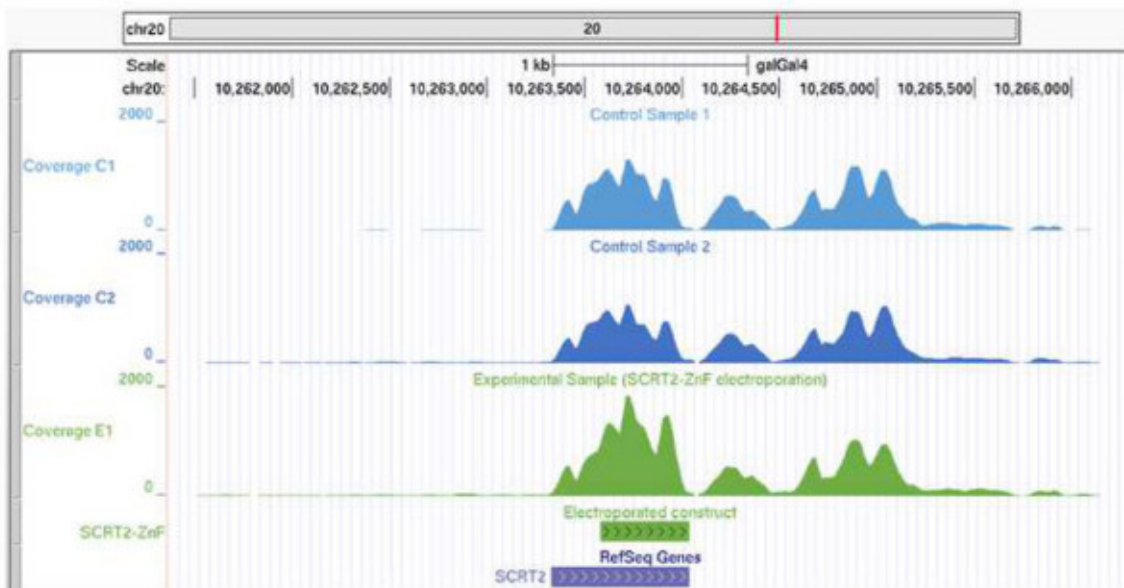 chr20 20
Scale 1 kb galGal4
chr20: 10,262,000 10,262,500 10,263,000 10,263,500 10,264,000 10,264,500 10,265,000 10,265,500 10,266,000
Control Sample 1
2000
Coverage C1
0
Control Sample 2
2000
Coverage C2
0
Experimental Sample (SCRT2-ZnF electroporation)
2000
Coverage E1
0
Electroporated construct
SCRT2-ZnF
RefSeq Genes
SCRT2